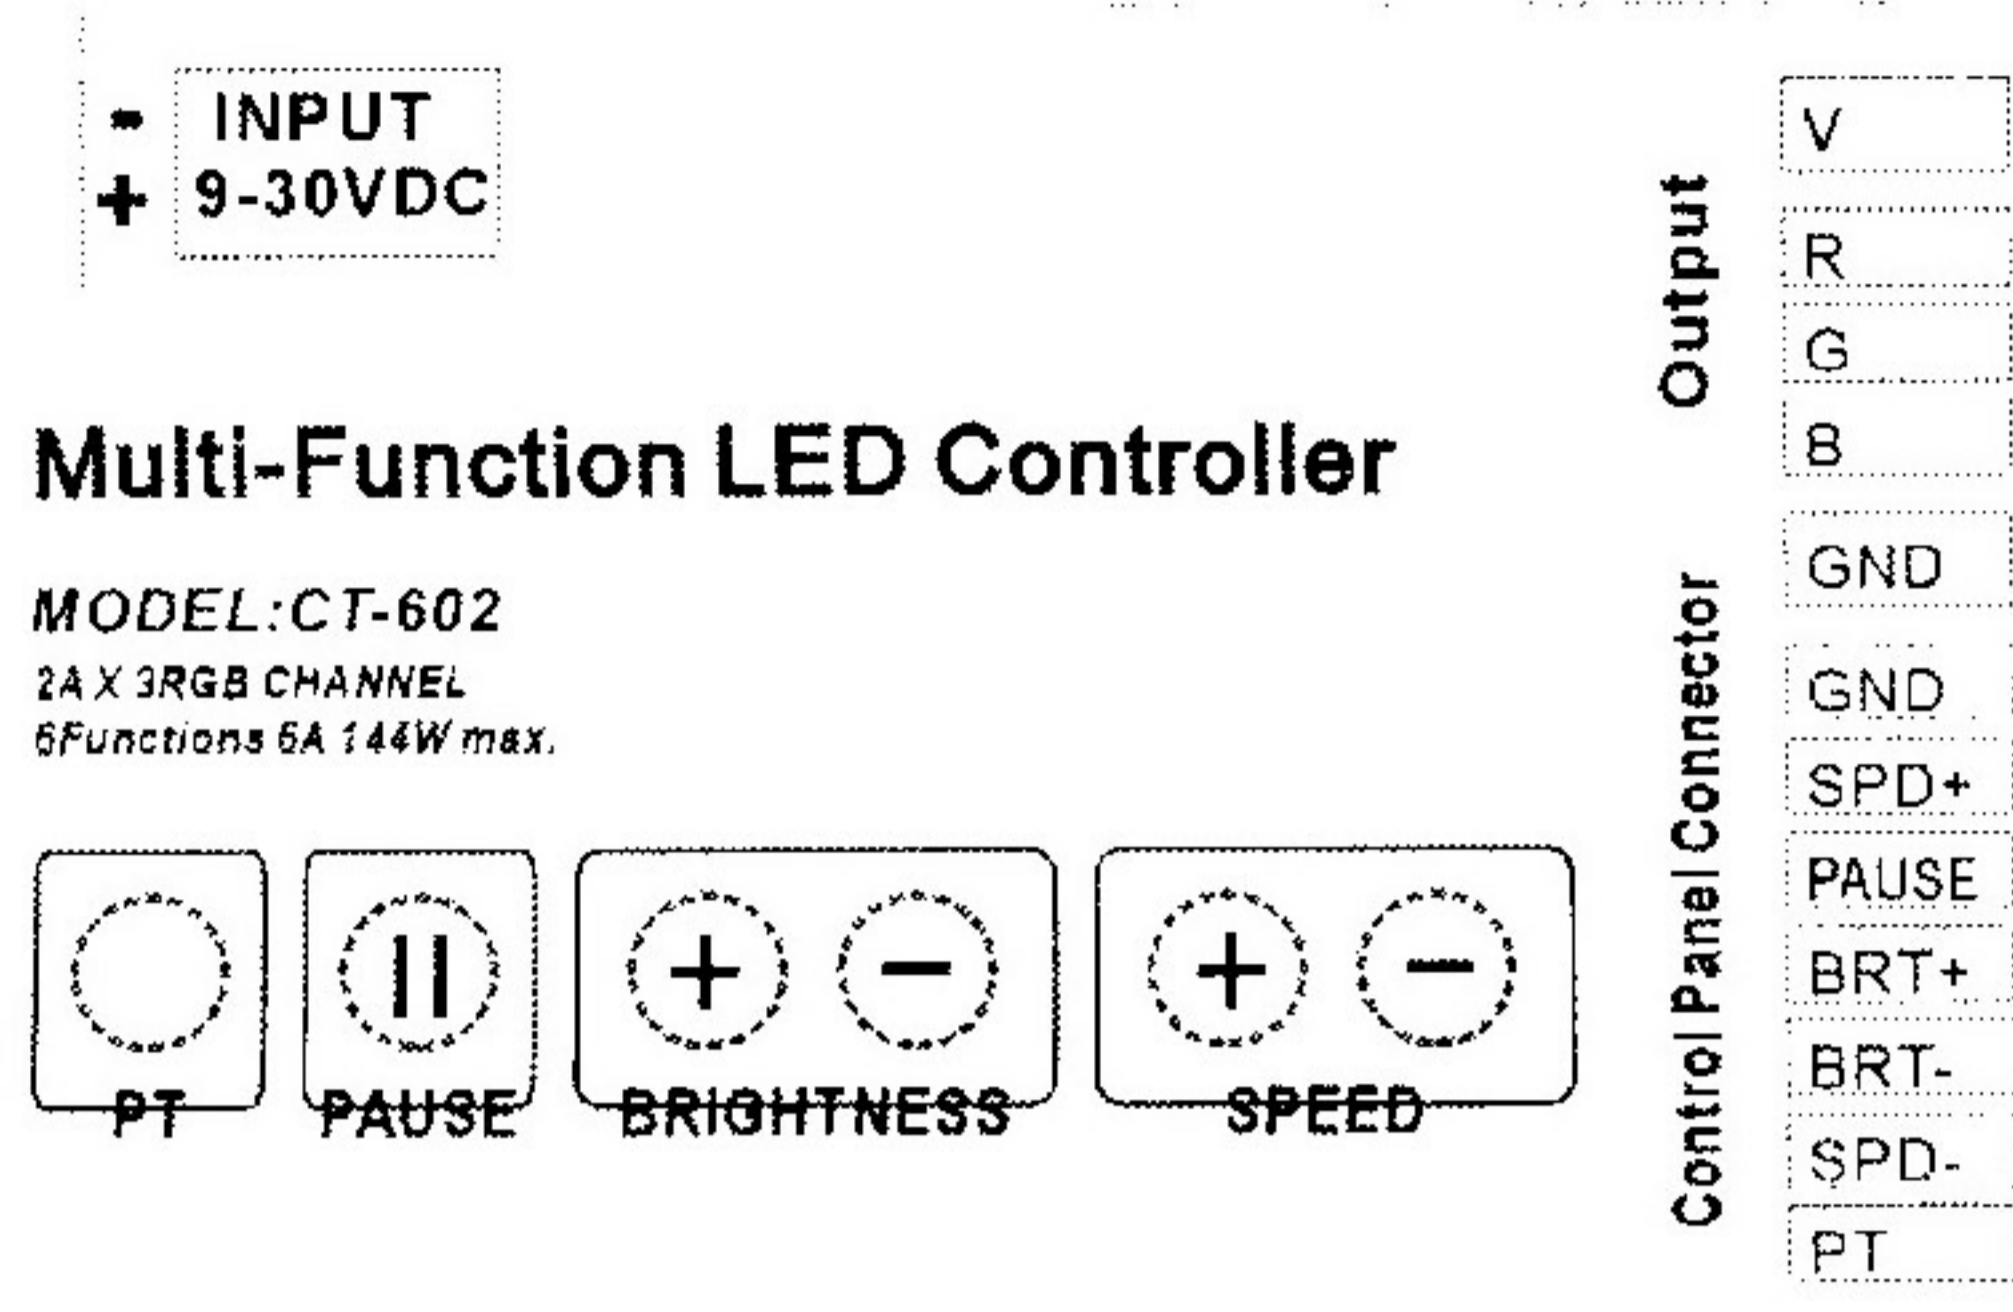 - INPUT
+ 9-30VDC
Multi-Function LED Controller
MODEL:CT-602
2A X 3RGB CHANNEL
6Functions 6A 144W max.
+ - + -
PT PAUSE BRIGHTNESS SPEED
Output
V
R
G
B
Control Panel Connector
GND
GND
SPD+
PAUSE
BRT+
BRT-
SPD-
PT